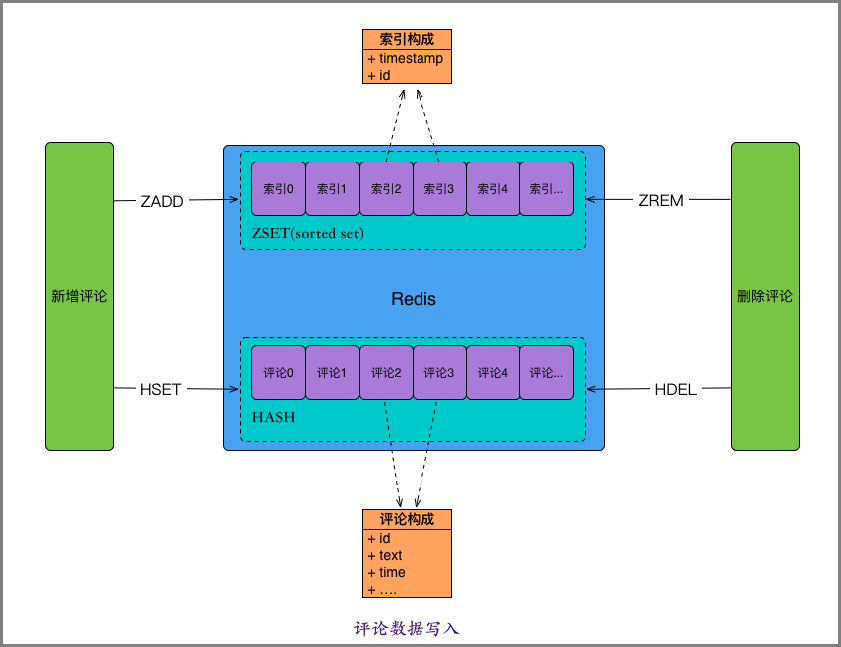 索引构成
+ timestamp
+ id
索引0 索引1 索引2 索引3 索引4 索引...
ZADD
ZREM
ZSET(sorted set)
新增评论
Redis
删除评论
评论0 评论1 评论2 评论3 评论4 评论...
HSET
HDEL
HASH
评论构成
+ id
+ text
+ time
+ ....
评论数据写入